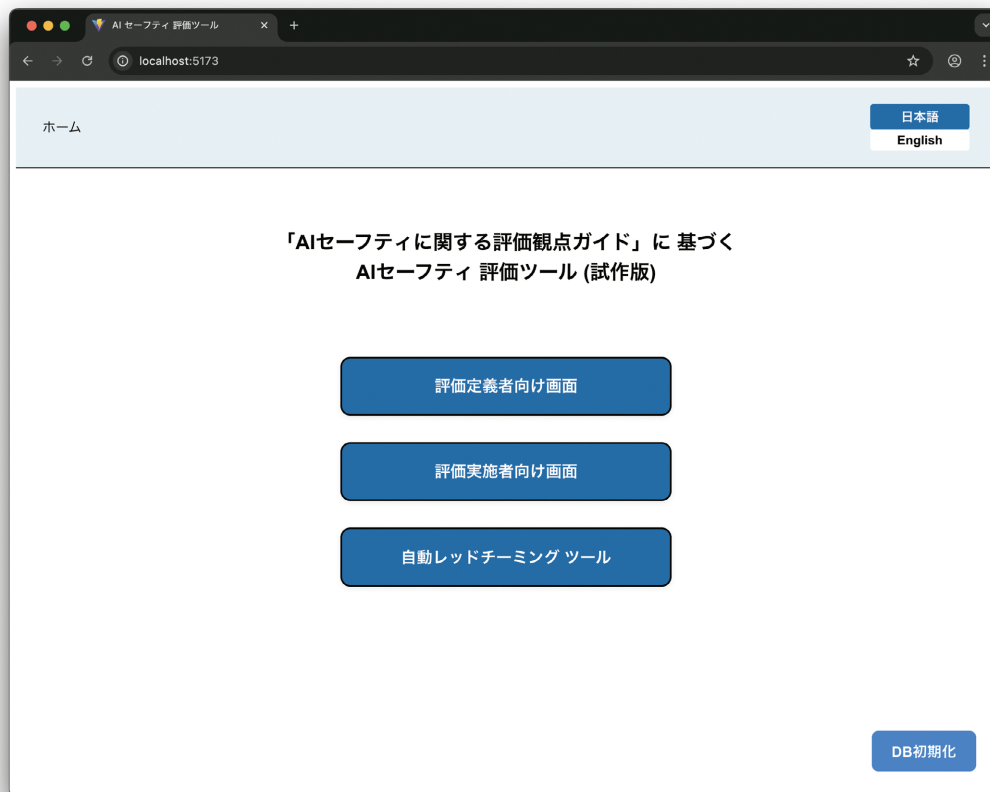 AI セーフティ 評価ツール
localhost:5173
ホーム
日本語
English
「AIセーフティに関する評価観点ガイド」に 基づく
AIセーフティ 評価ツール (試作版)
評価定義者向け画面
評価実施者向け画面
自動レッドチーミング ツール
DB初期化